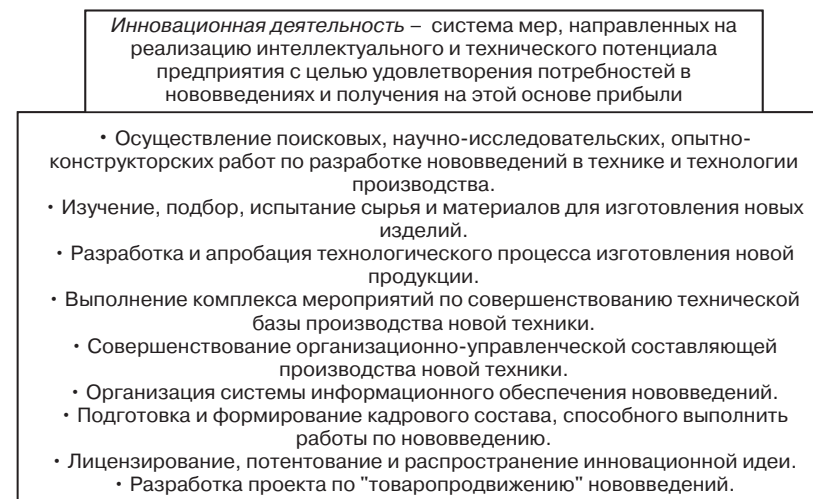 Инновационная деятельность – система мер, направленных на
реализацию интеллектуального и технического потенциала
предприятия с целью удовлетворения потребностей в
нововведениях и получения на этой основе прибыли
• Осуществление поисковых, научно-исследовательских, опытно-
конструкторских работ по разработке нововведений в технике и технологии
производства.
• Изучение, подбор, испытание сырья и материалов для изготовления новых
изделий.
• Разработка и апробация технологического процесса изготовления новой
продукции.
• Выполнение комплекса мероприятий по совершенствованию технической
базы производства новой техники.
• Совершенствование организационно-управленческой составляющей
производства новой техники.
• Организация системы информационного обеспечения нововведений.
• Подготовка и формирование кадрового состава, способного выполнить
работы по нововведению.
• Лицензирование, потентование и распространение инновационной идеи.
• Разработка проекта по "товаропродвижению" нововведений.